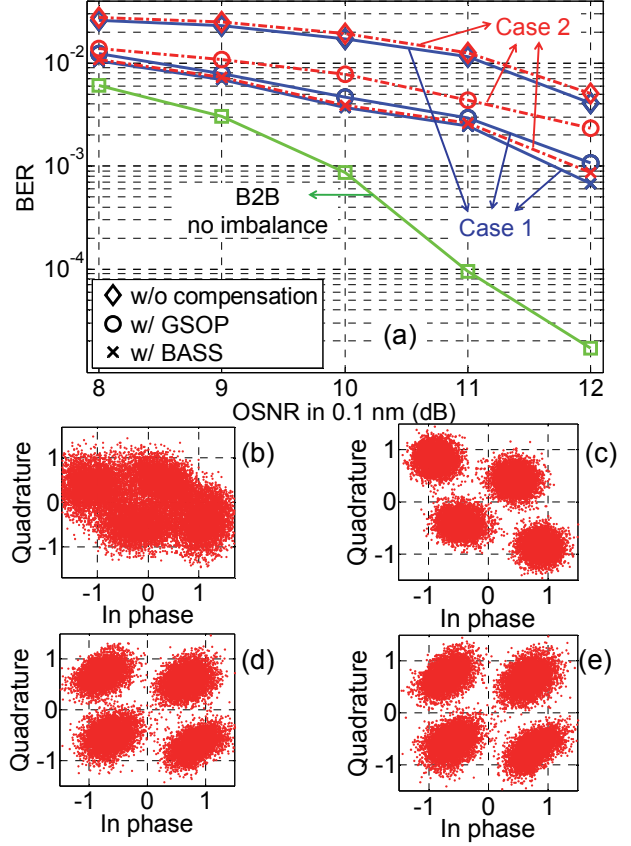 10^-2
10^-3
10^-4
BER
Case 2
B2B
no imbalance
Case 1
w/o compensation
w/ GSOP
w/ BASS
(a)
8 9 10 11 12
OSNR in 0.1 nm (dB)
(b)
Quadrature
1
0
-1
-1 0 1
In phase
(c)
Quadrature
1
0
-1
-1 0 1
In phase
(d)
Quadrature
1
0
-1
-1 0 1
In phase
(e)
Quadrature
1
0
-1
-1 0 1
In phase